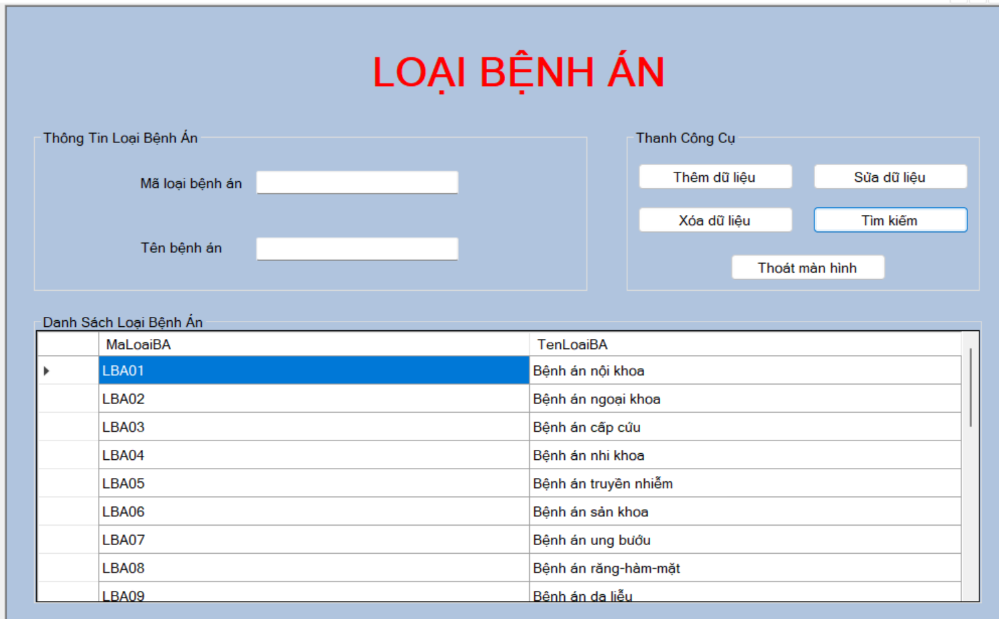 LOẠI BỆNH ÁN
Thông Tin Loại Bệnh Án
Mã loại bệnh án
Tên bệnh án
Thanh Công Cụ
Thêm dữ liệu
Sửa dữ liệu
Xóa dữ liệu
Tìm kiếm
Thoát màn hình
Danh Sách Loại Bệnh Án
MaLoaiBA TenLoaiBA
LBA01 Bệnh án nội khoa
LBA02 Bệnh án ngoại khoa
LBA03 Bệnh án cấp cứu
LBA04 Bệnh án nhi khoa
LBA05 Bệnh án truyền nhiễm
LBA06 Bệnh án sản khoa
LBA07 Bệnh án ung bướu
LBA08 Bệnh án răng-hàm-mặt
LBA09 Bệnh án da liễu